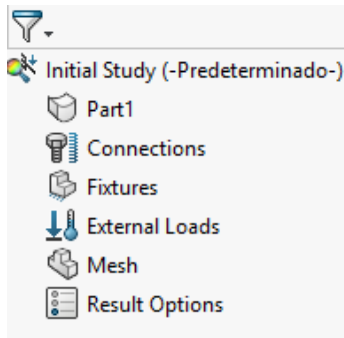 Initial Study (-Predeterminado-)
Part1
Connections
Fixtures
External Loads
Mesh
Result Options